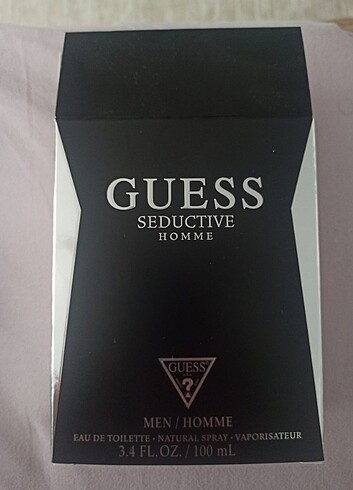 GUESS
SEDUCTIVE
HOMME
GUESS
?
MEN / HOMME
EAU DE TOILETTE · NATURAL SPRAY · VAPORISATEUR
3.4 FL. OZ. / 100 mL